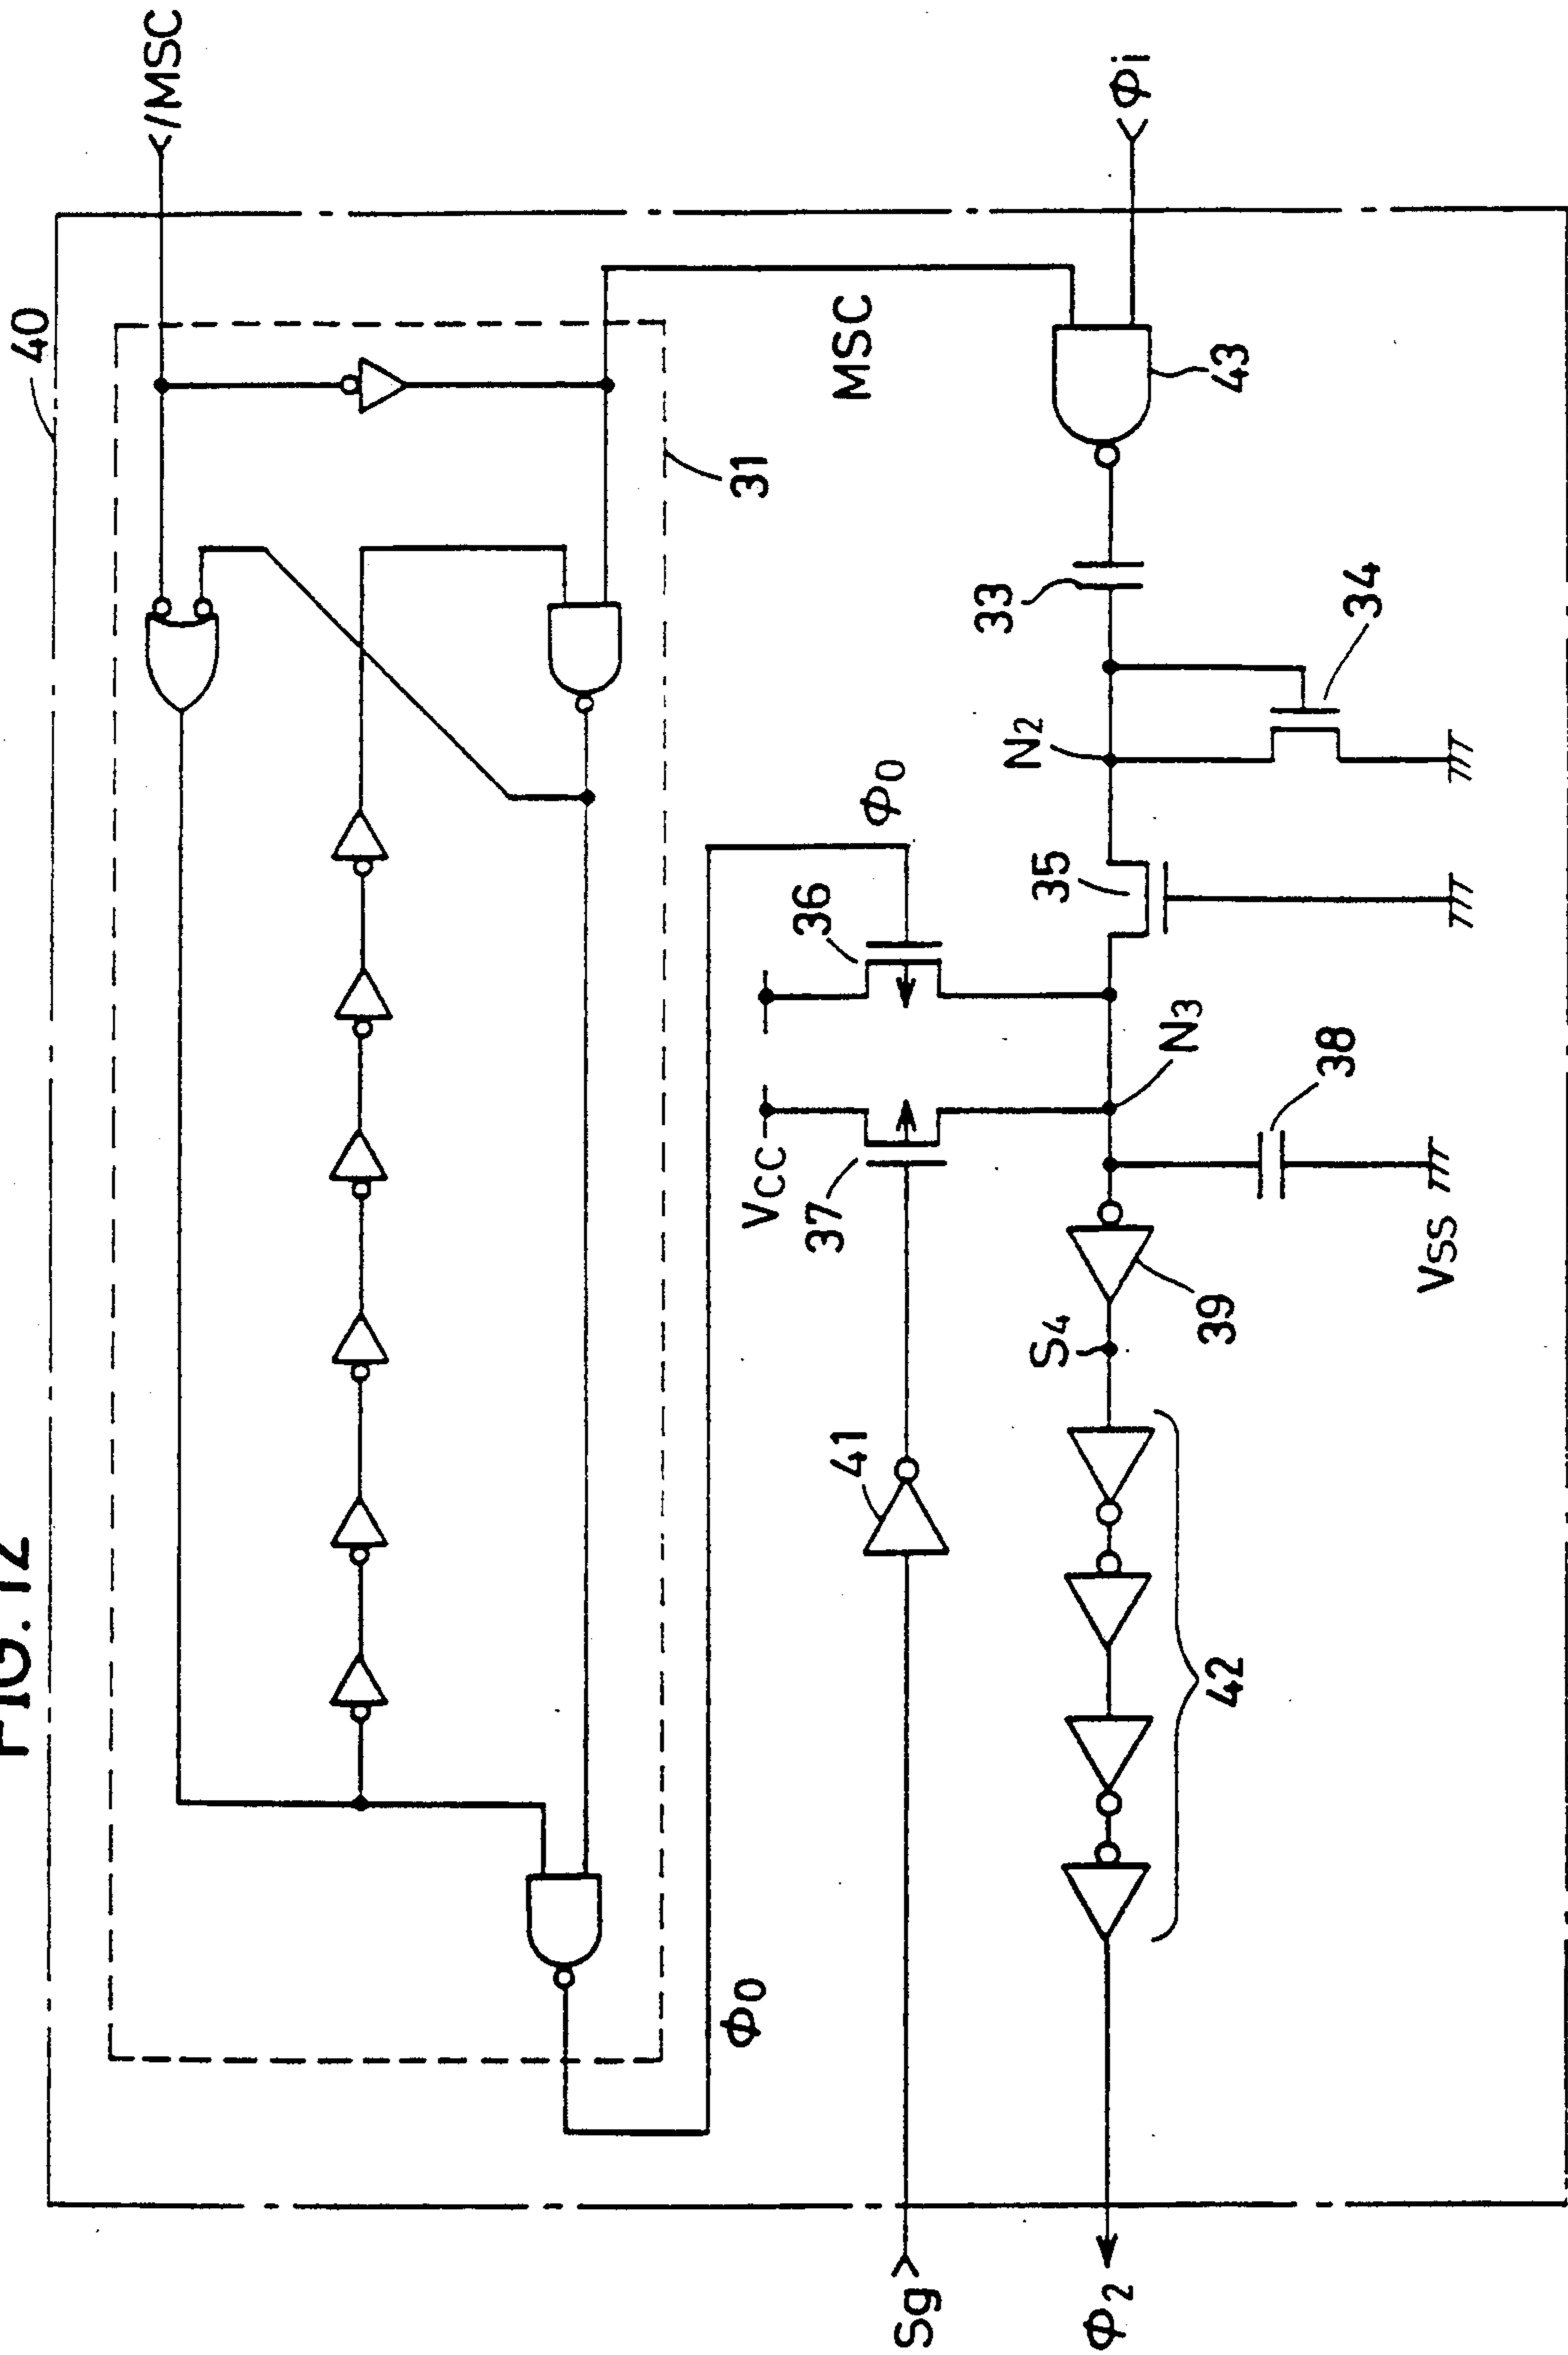 FIG.12
40
</MSC
31
MSC
Φi
43
33
34
N2
Φ0
35
36
N3
38
VCC
37
VSS
39
S4
41
42
Φ0
Sg>
Φ2